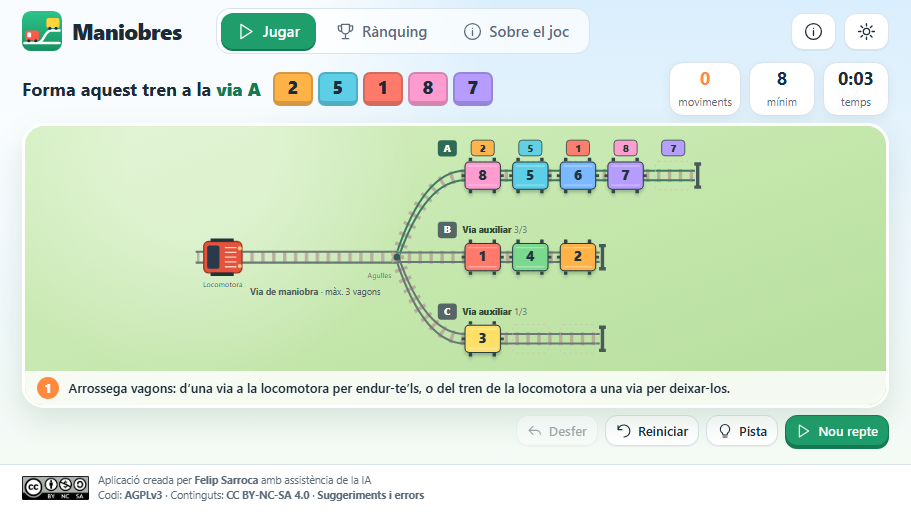 Maniobres
Jugar
Rànquing
Sobre el joc
Forma aquest tren a la via A
2 5 1 8 7
0
moviments
8
mínim
0:03
temps
A 2 5 1 8 7
8 5 6 7
B Via auxiliar 3/3
1 4 2
Locomotora
Agulles
Via de maniobra · màx. 3 vagons
C Via auxiliar 1/3
3
1 Arrossega vagons: d'una via a la locomotora per endur-te'ls, o del tren de la locomotora a una via per deixar-los.
Desfer
Reiniciar
Pista
Nou repte
CC BY NC SA
Aplicació creada per Felip Sarroca amb assistència de la IA
Codi: AGPLv3 · Continguts: CC BY-NC-SA 4.0 · Suggeriments i errors